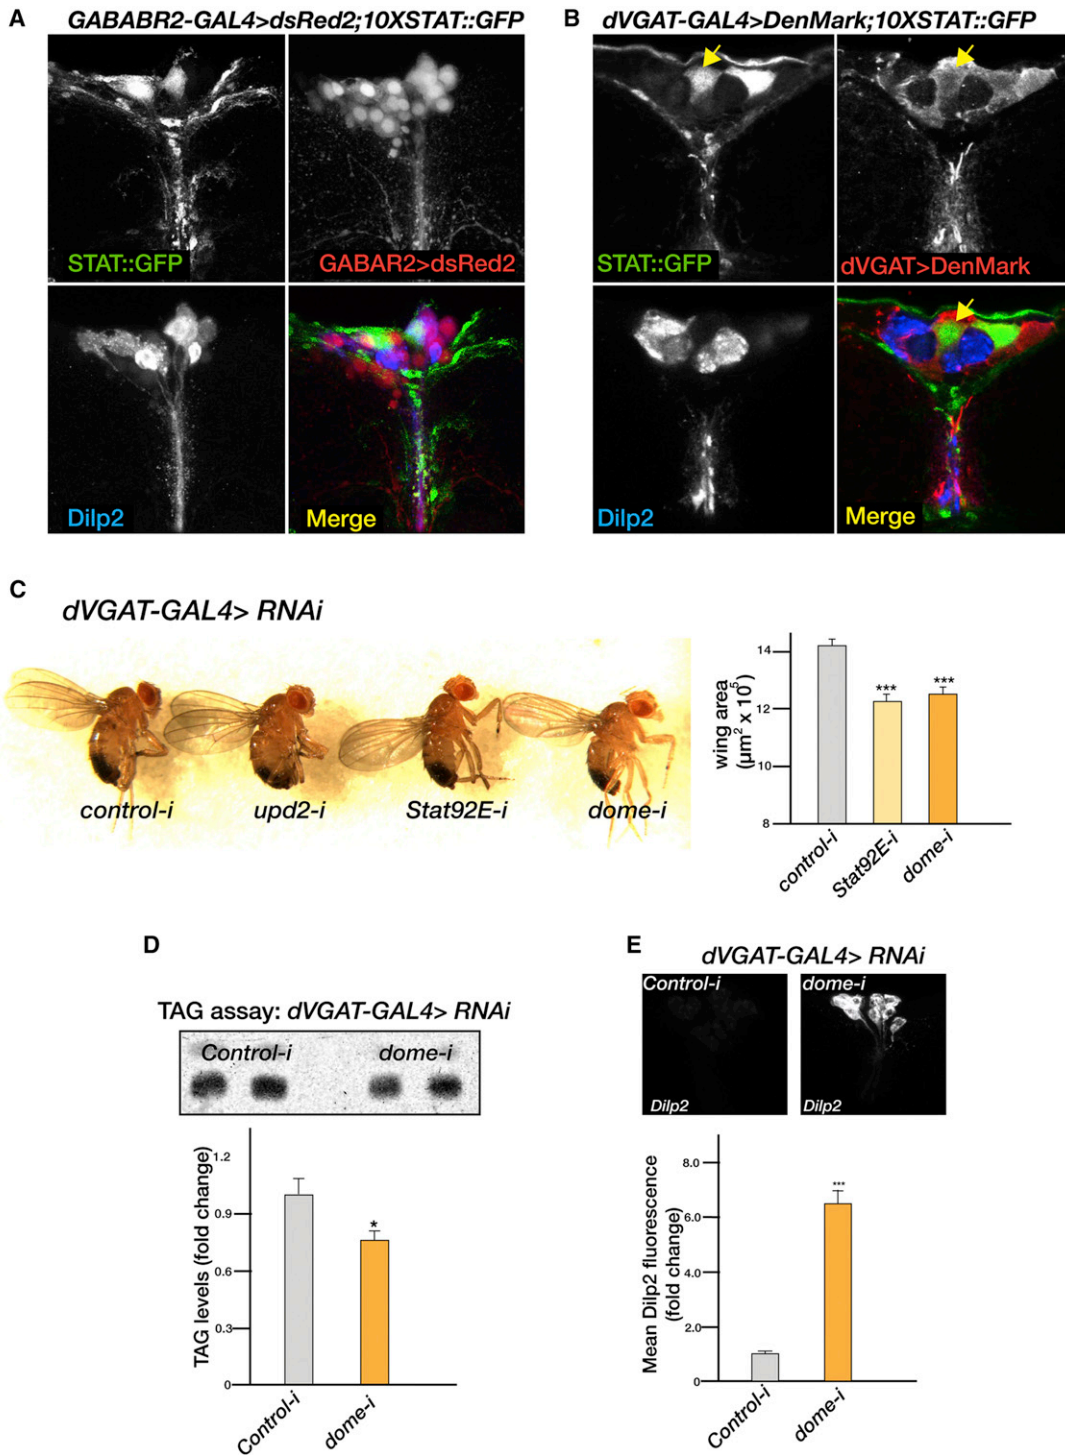 A
GABABR2-GAL4>dsRed2;10XSTAT::GFP
STAT::GFP
GABAR2>dsRed2
Dilp2
Merge
B
dVGAT-GAL4>DenMark;10XSTAT::GFP
STAT::GFP
dVGAT>DenMark
Dilp2
Merge
C
dVGAT-GAL4> RNAi
control-i
upd2-i
Stat92E-i
dome-i
wing area
(µm² x 10⁵)
14
12
10
8
***
***
control-i
Stat92E-i
dome-i
D
TAG assay: dVGAT-GAL4> RNAi
Control-i
dome-i
TAG levels (fold change)
1.2
0.9
0.6
0.3
0
*
Control-i
dome-i
E
dVGAT-GAL4> RNAi
Control-i
Dilp2
dome-i
Dilp2
Mean Dilp2 fluorescence
(fold change)
8.0
6.0
4.0
2.0
0
***
Control-i
dome-i